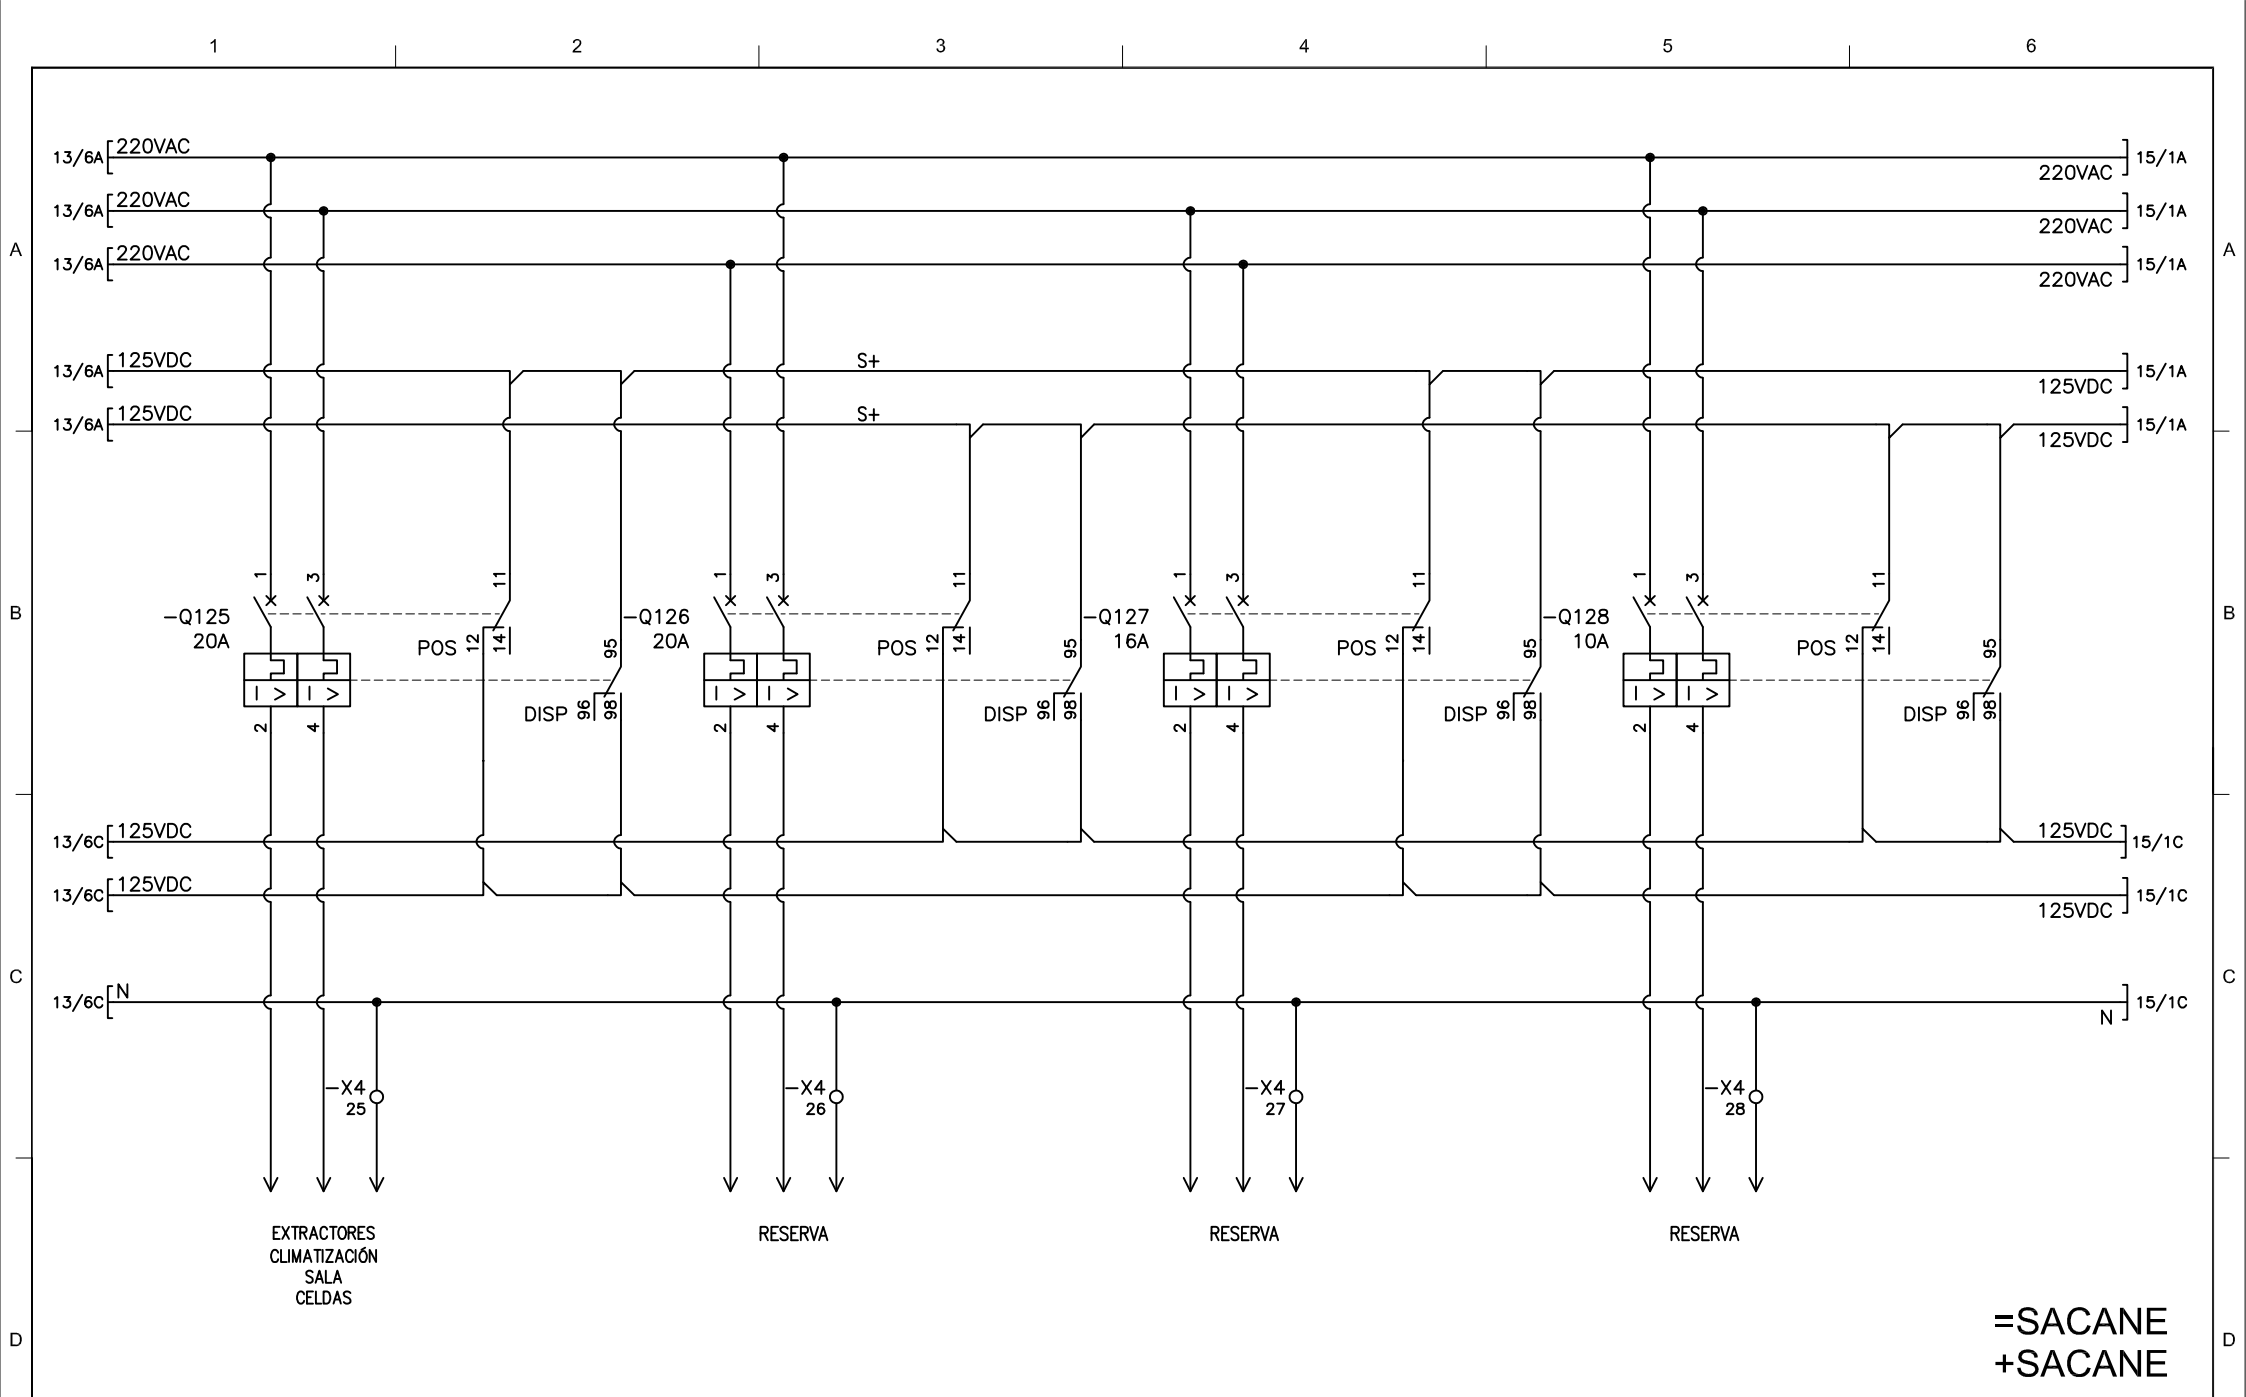 1 2 3 4 5 6
13/6A 220VAC 15/1A
220VAC
13/6A 220VAC 15/1A
220VAC
A A
13/6A 220VAC 15/1A
220VAC
13/6A 125VDC S+ 15/1A
125VDC
13/6A 125VDC S+ 15/1A
125VDC
1 3 11 1 3 11 1 3 11 1 3 11
B B
-Q125 -Q126 -Q127 -Q128
20A 20A 16A 10A
POS 12 14 95 POS 12 14 95 POS 12 14 95 POS 12 14 95
I > I > I > I > I > I > I > I >
DISP 96 98 DISP 96 98 DISP 96 98 DISP 96 98
2 4 2 4 2 4 2 4
13/6C 125VDC 125VDC 15/1C
13/6C 125VDC 15/1C
125VDC
C C
13/6C N 15/1C
N
-X4 -X4 -X4 -X4
25 26 27 28
EXTRACTORES RESERVA RESERVA RESERVA
CLIMATIZACIÓN
SALA
CELDAS
=SACANE
D D
+SACANE